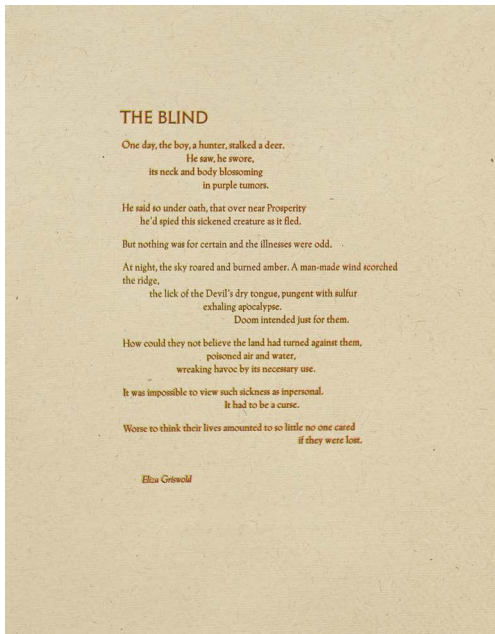 THE BLIND
One day, the boy, a hunter, stalked a deer.
He saw, he swore,
its neck and body blossoming
in purple tumors.
He said so under oath, that over near Prosperity
he'd spied this sickened creature as it fled.
But nothing was for certain and the illnesses were odd.
At night, the sky roared and burned amber. A man-made wind scorched
the ridge,
the lick of the Devil's dry tongue, pungent with sulfur
exhaling apocalypse.
Doom intended just for them.
How could they not believe the land had turned against them,
poisoned air and water,
wreaking havoc by its necessary use.
It was impossible to view such sickness as inpersonal.
It had to be a curse.
Worse to think their lives amounted to so little no one cared
if they were lost.
Eliza Griswold